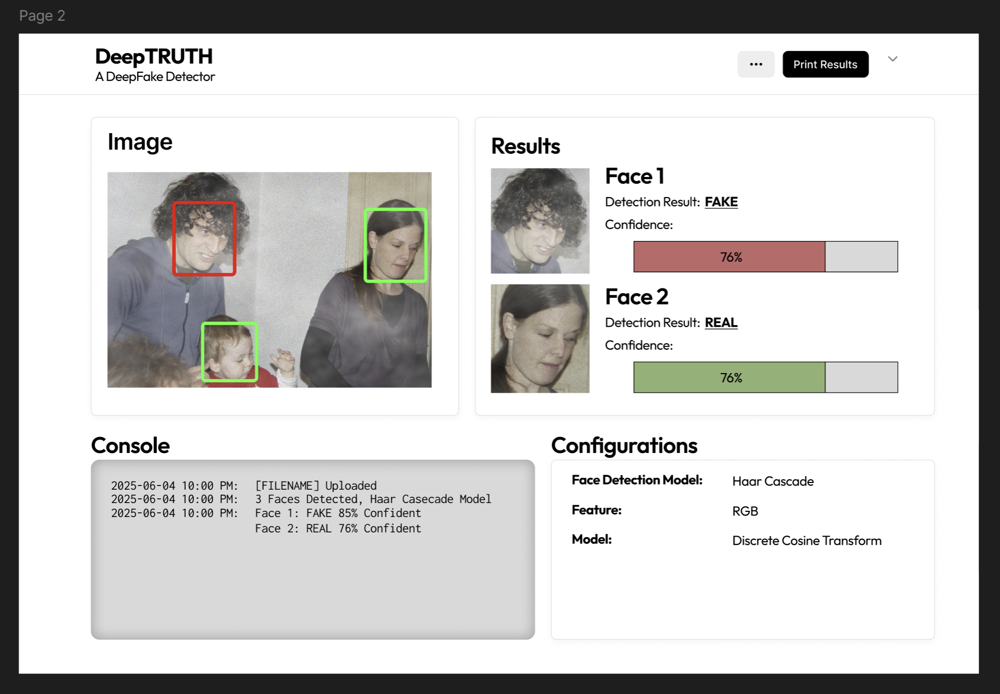 Page 2
DeepTRUTH
A DeepFake Detector
Print Results
Image
Results
Face 1
Detection Result: FAKE
Confidence:
76%
Face 2
Detection Result: REAL
Confidence:
76%
Console
2025-06-04 10:00 PM: [FILENAME] Uploaded
2025-06-04 10:00 PM: 3 Faces Detected, Haar Casecade Model
2025-06-04 10:00 PM: Face 1: FAKE 85% Confident
Face 2: REAL 76% Confident
Configurations
Face Detection Model: Haar Cascade
Feature: RGB
Model: Discrete Cosine Transform